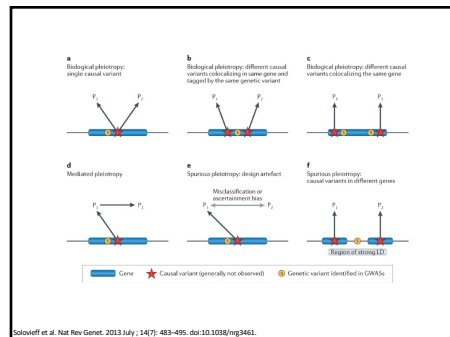 a
Biological pleiotropy:
single causal variant
P1 P2
S
b
Biological pleiotropy: different causal
variants colocalizing in same gene and
tagged by the same genetic variant
P1 P2
S
c
Biological pleiotropy: different causal
variants colocalizing the same gene
P1 P2
S S
d
Mediated pleiotropy
P1 P2
S
e
Spurious pleiotropy: design artefact
Misclassification or
ascertainment bias
P1 P2
S
f
Spurious pleiotropy:
causal variants in different genes
P1 P2
S
Region of strong LD
Gene
Causal variant (generally not observed)
S Genetic variant identified in GWASs
Solovieff et al. Nat Rev Genet. 2013 July ; 14(7): 483–495. doi:10.1038/nrg3461.